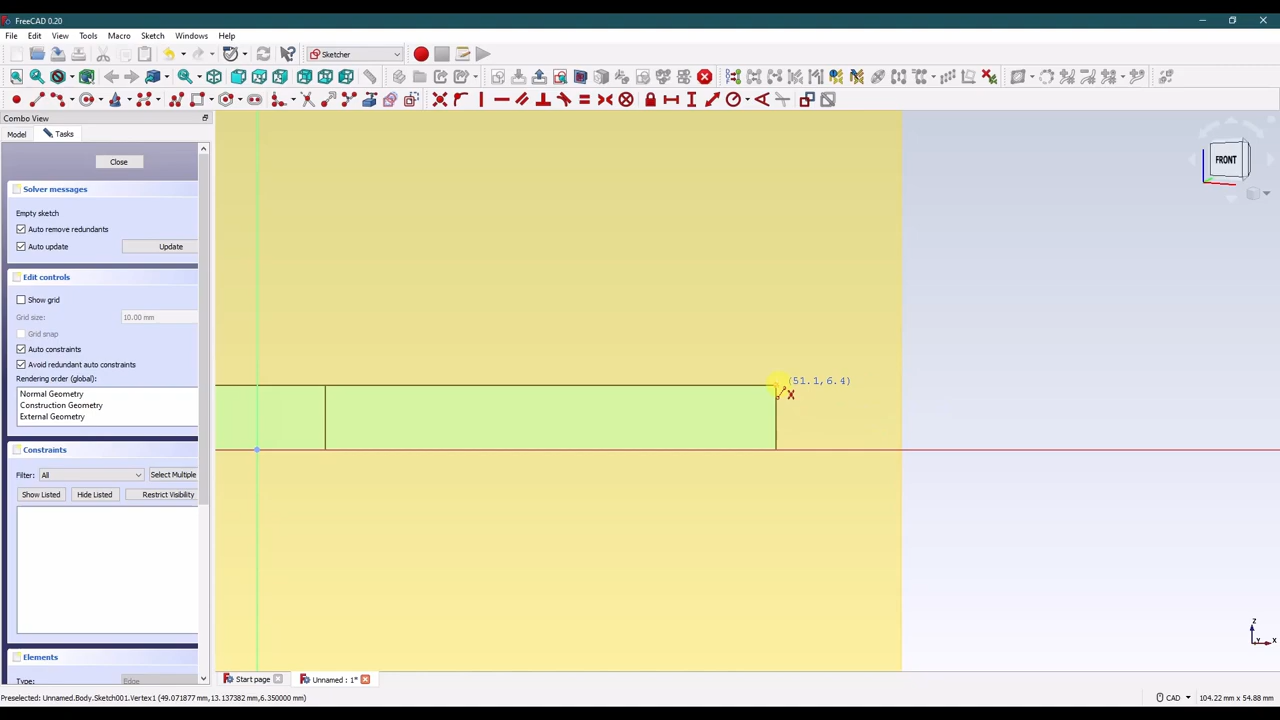 FreeCAD 0.20
File Edit View Tools Macro Sketch Windows Help
Sketcher
Combo View
Model Tasks
Close
Solver messages
Empty sketch
Auto remove redundants
Auto update Update
Edit controls
Show grid
Grid size: 10.00 mm
Grid snap
Auto constraints
Avoid redundant auto constraints
Rendering order (global):
Normal Geometry
Construction Geometry
External Geometry
Constraints
Filter: All Select Multiple
Show Listed Hide Listed Restrict Visibility
Elements
Type: Edge
(51.1,6.4)
FRONT
Z
Y
X
Start page Unnamed : 1*
Preselected: Unnamed.Body.Sketch001.Vertex1 (49.071877 mm,13.137382 mm,6.350000 mm)
CAD 104.22 mm x 54.88 mm